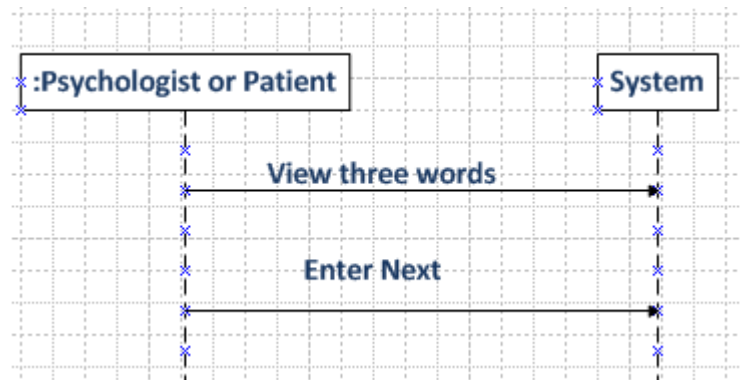 :Psychologist or Patient
System
View three words
Enter Next